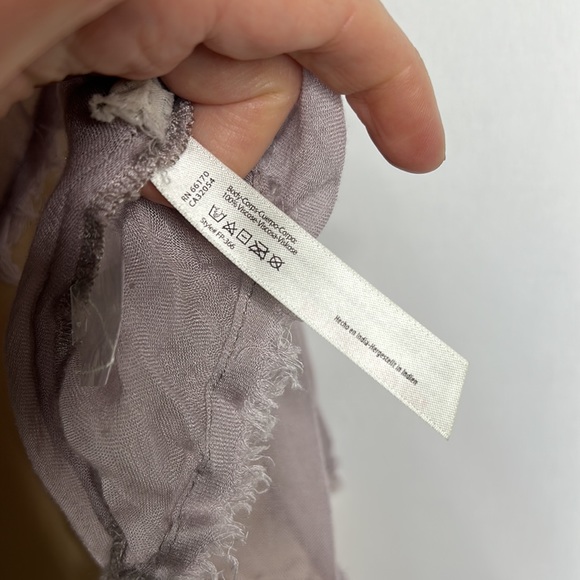 RN 66170
CA32054
Body-Corps-Cuerpo-Corpo:
100% Viscose-Viscosa-Viskose
Style# FP-366
Hecho en India-Hergestellt in Indien